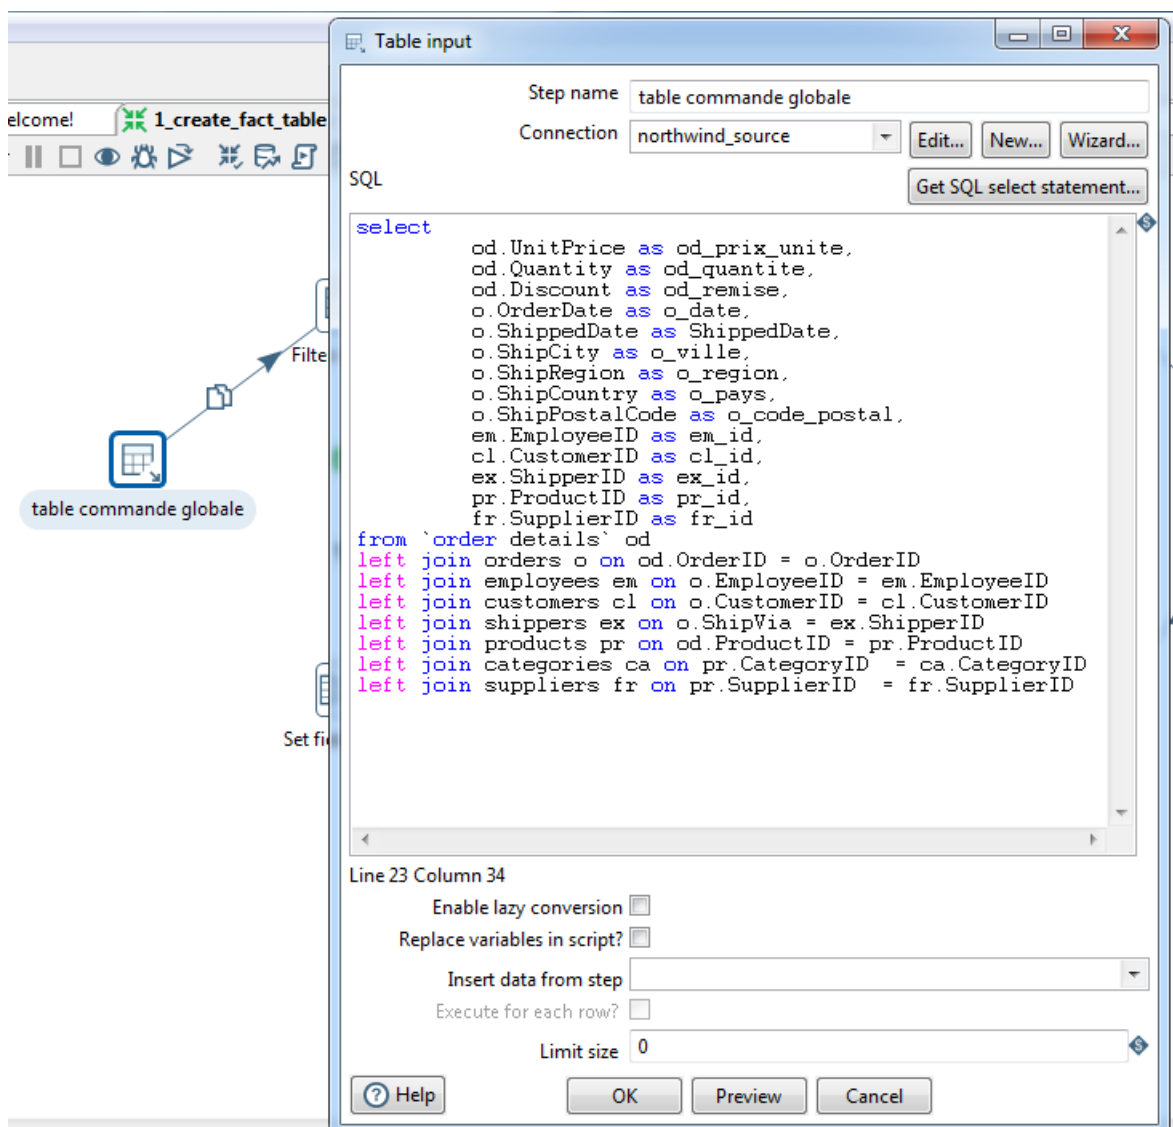 Table input
Step name table commande globale
Connection northwind_source Edit... New... Wizard...
elcome! 1_create_fact_table
SQL Get SQL select statement...
select
od.UnitPrice as od_prix_unite,
od.Quantity as od_quantite,
od.Discount as od_remise,
o.OrderDate as o_date,
o.ShippedDate as ShippedDate,
o.ShipCity as o_ville,
o.ShipRegion as o_region,
o.ShipCountry as o_pays,
o.ShipPostalCode as o_code_postal,
em.EmployeeID as em_id,
cl.CustomerID as cl_id,
ex.ShipperID as ex_id,
pr.ProductID as pr_id,
fr.SupplierID as fr_id
from `order details` od
left join orders o on od.OrderID = o.OrderID
left join employees em on o.EmployeeID = em.EmployeeID
left join customers cl on o.CustomerID = cl.CustomerID
left join shippers ex on o.ShipVia = ex.ShipperID
left join products pr on od.ProductID = pr.ProductID
left join categories ca on pr.CategoryID  = ca.CategoryID
left join suppliers fr on pr.SupplierID  = fr.SupplierID
Filte
table commande globale
Set fi
Line 23 Column 34
Enable lazy conversion
Replace variables in script?
Insert data from step
Execute for each row?
Limit size 0
Help OK Preview Cancel